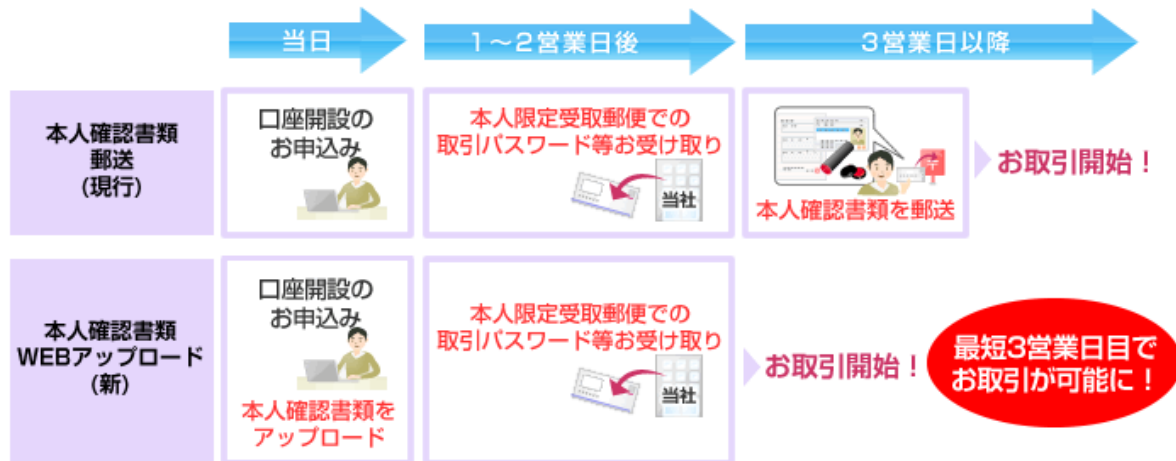 当日
1～2営業日後
3営業日以降
本人確認書類
郵送
(現行)
口座開設の
お申込み
本人限定受取郵便での
取引パスワード等お受け取り
当社
本人確認書類を郵送
お取引開始！
本人確認書類
WEBアップロード
(新)
口座開設の
お申込み
本人確認書類を
アップロード
本人限定受取郵便での
取引パスワード等お受け取り
当社
お取引開始！
最短3営業日目で
お取引が可能に！